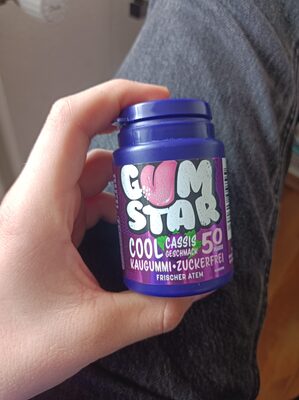 GUM
STAR
COOL CASSIS GESCHMACK 50
KAUGUMMI·ZUCKERFREI
FRISCHER ATEM